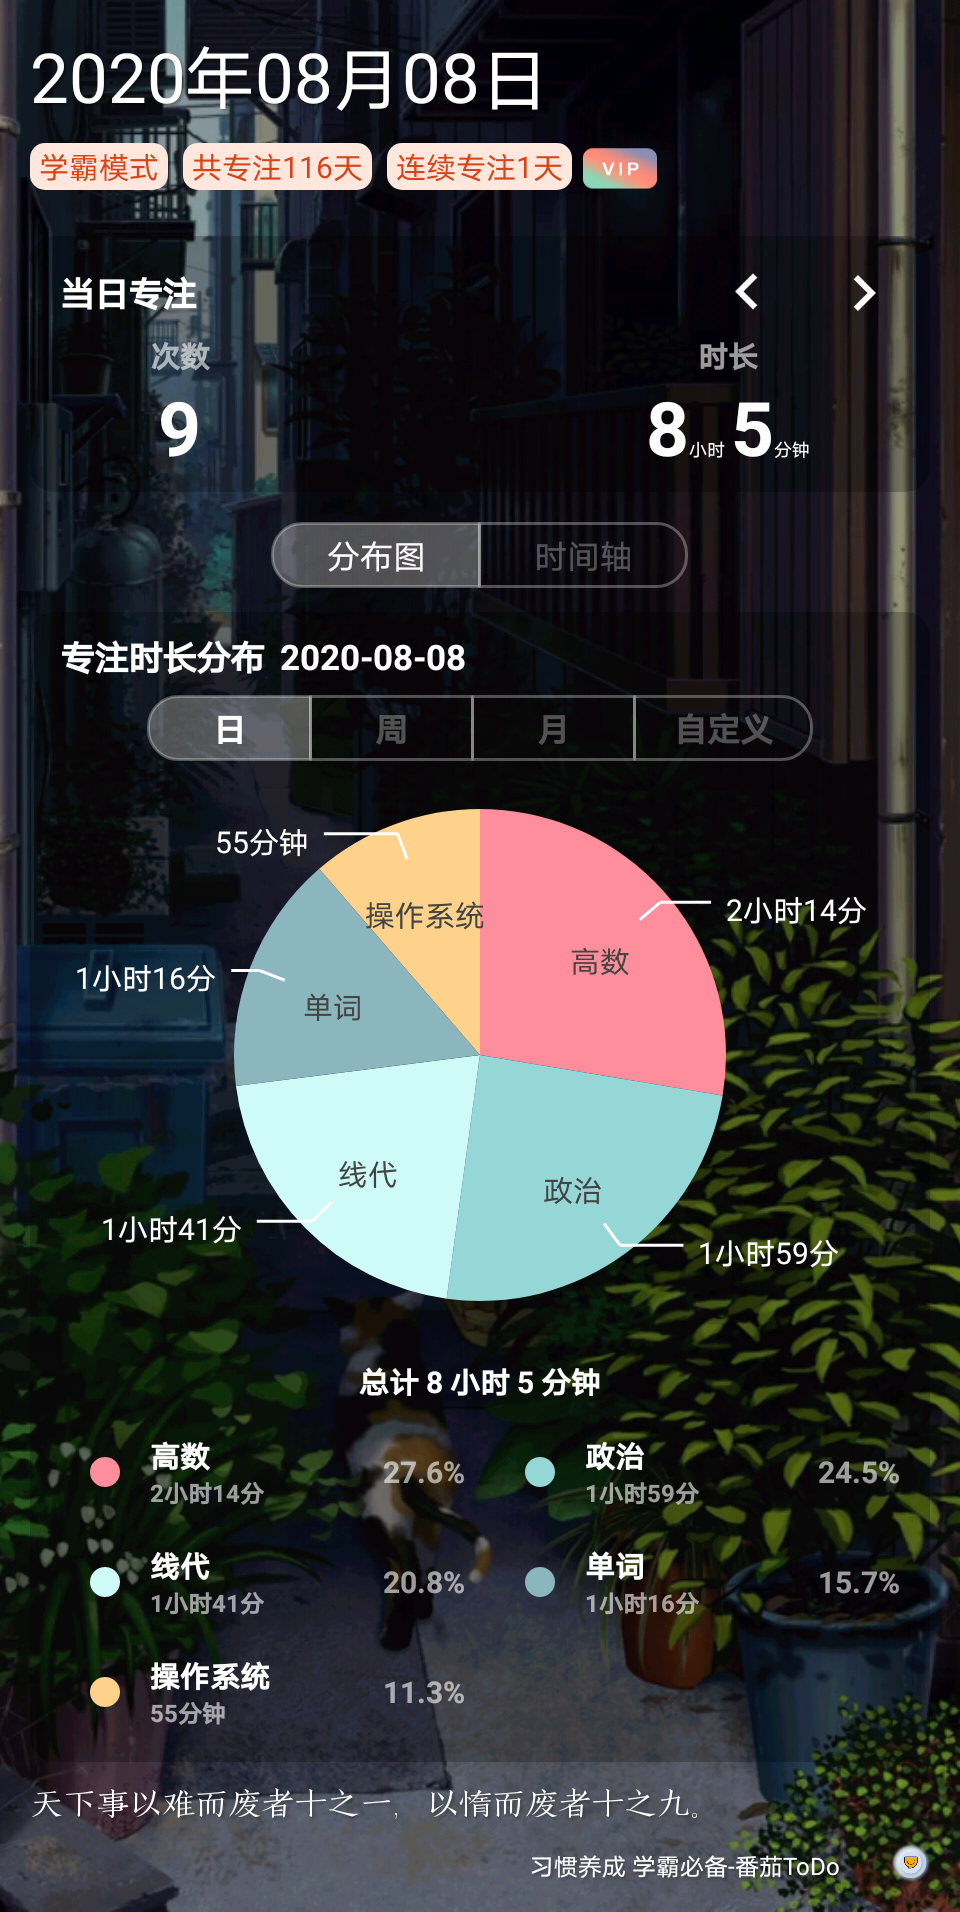 2020年08月08日
学霸模式 共专注116天 连续专注1天 VIP
当日专注
次数 时长
9 8小时5分钟
分布图 时间轴
专注时长分布 2020-08-08
日 周 月 自定义
55分钟
2小时14分
操作系统
高数
1小时16分
单词
线代
政治
1小时41分
1小时59分
总计 8 小时 5 分钟
高数 27.6% 政治 24.5%
2小时14分 1小时59分
线代 20.8% 单词 15.7%
1小时41分 1小时16分
操作系统 11.3%
55分钟
天下事以难而废者十之一，以惰而废者十之九。
习惯养成 学霸必备-番茄ToDo